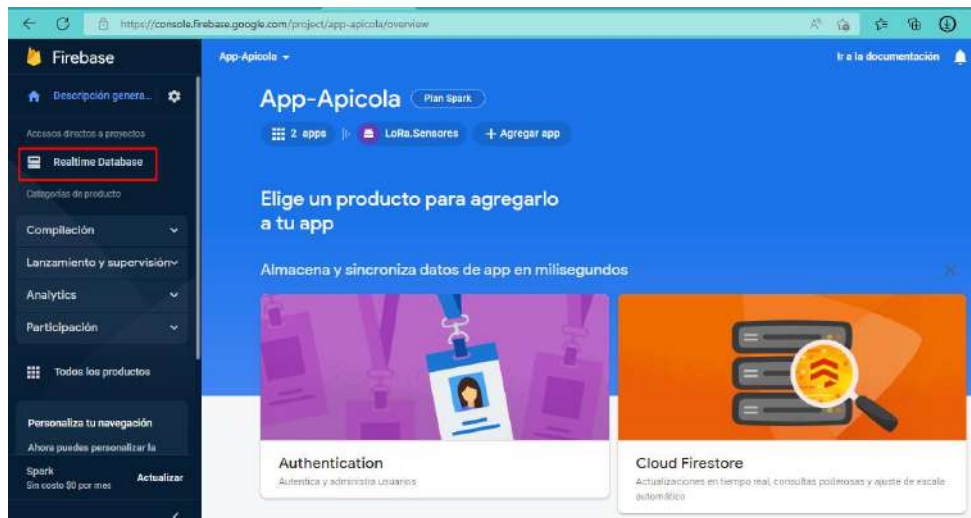 https://console.firebase.google.com/project/app-apicola/overview
Firebase
App-Apicola
Ir a la documentación
Descripción genera...
App-Apicola
Plan Spark
Accesos directos a proyectos
2 apps
LoRa.Sensores
+ Agregar app
Realtime Database
Categorías de producto
Elige un producto para agregarlo
a tu app
Compilación
Lanzamiento y supervisión
Almacena y sincroniza datos de app en milisegundos
Analytics
Participación
Todos los productos
Personaliza tu navegación
Ahora puedes personalizar la
Spark
Sin costo $0 por mes
Actualizar
Authentication
Autentica y administra usuarios
Cloud Firestore
Actualizaciones en tiempo real, consultas poderosas y ajuste de escala
automático